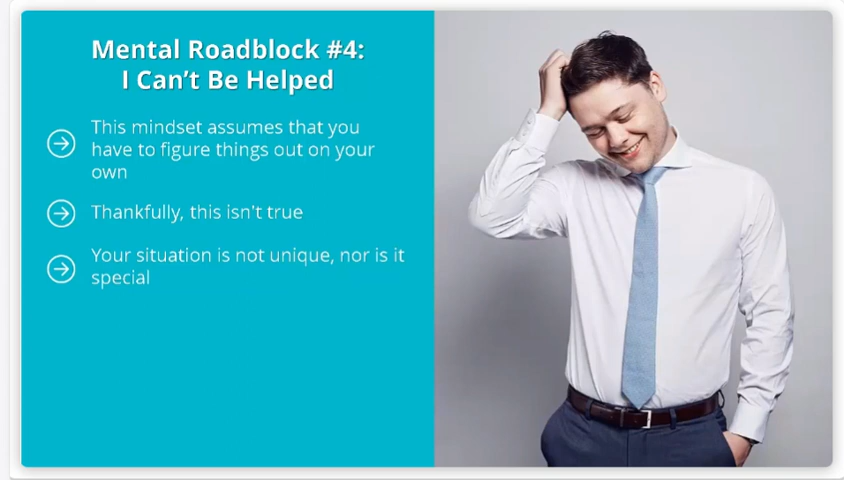 Mental Roadblock #4:
I Can’t Be Helped
This mindset assumes that you
have to figure things out on your
own
Thankfully, this isn't true
Your situation is not unique, nor is it
special